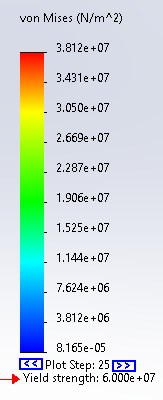 von Mises (N/m^2)
3.812e+07
3.431e+07
3.050e+07
2.669e+07
2.287e+07
1.906e+07
1.525e+07
1.144e+07
7.624e+06
3.812e+06
8.165e-05
<< Plot Step: 25 >>
Yield strength: 6.000e+07